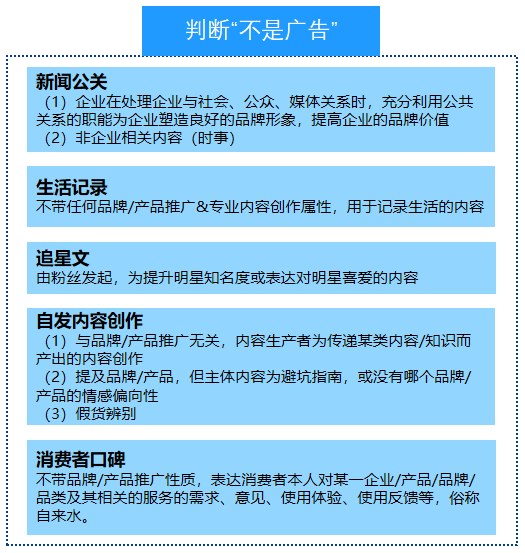 判断“不是广告”
新闻公关
（1）企业在处理企业与社会、公众、媒体关系时，充分利用公共
关系的职能为企业塑造良好的品牌形象，提高企业的品牌价值
（2）非企业相关内容（时事）
生活记录
不带任何品牌/产品推广&专业内容创作属性，用于记录生活的内容
追星文
由粉丝发起，为提升明星知名度或表达对明星喜爱的内容
自发内容创作
（1）与品牌/产品推广无关，内容生产者为传递某类内容/知识而
产出的内容创作
（2）提及品牌/产品，但主体内容为避坑指南，或没有哪个品牌/
产品的情感偏向性
（3）假货辨别
消费者口碑
不带品牌/产品推广性质，表达消费者本人对某一企业/产品/品牌/
品类及其相关的服务的需求、意见、使用体验、使用反馈等，俗称
自来水。